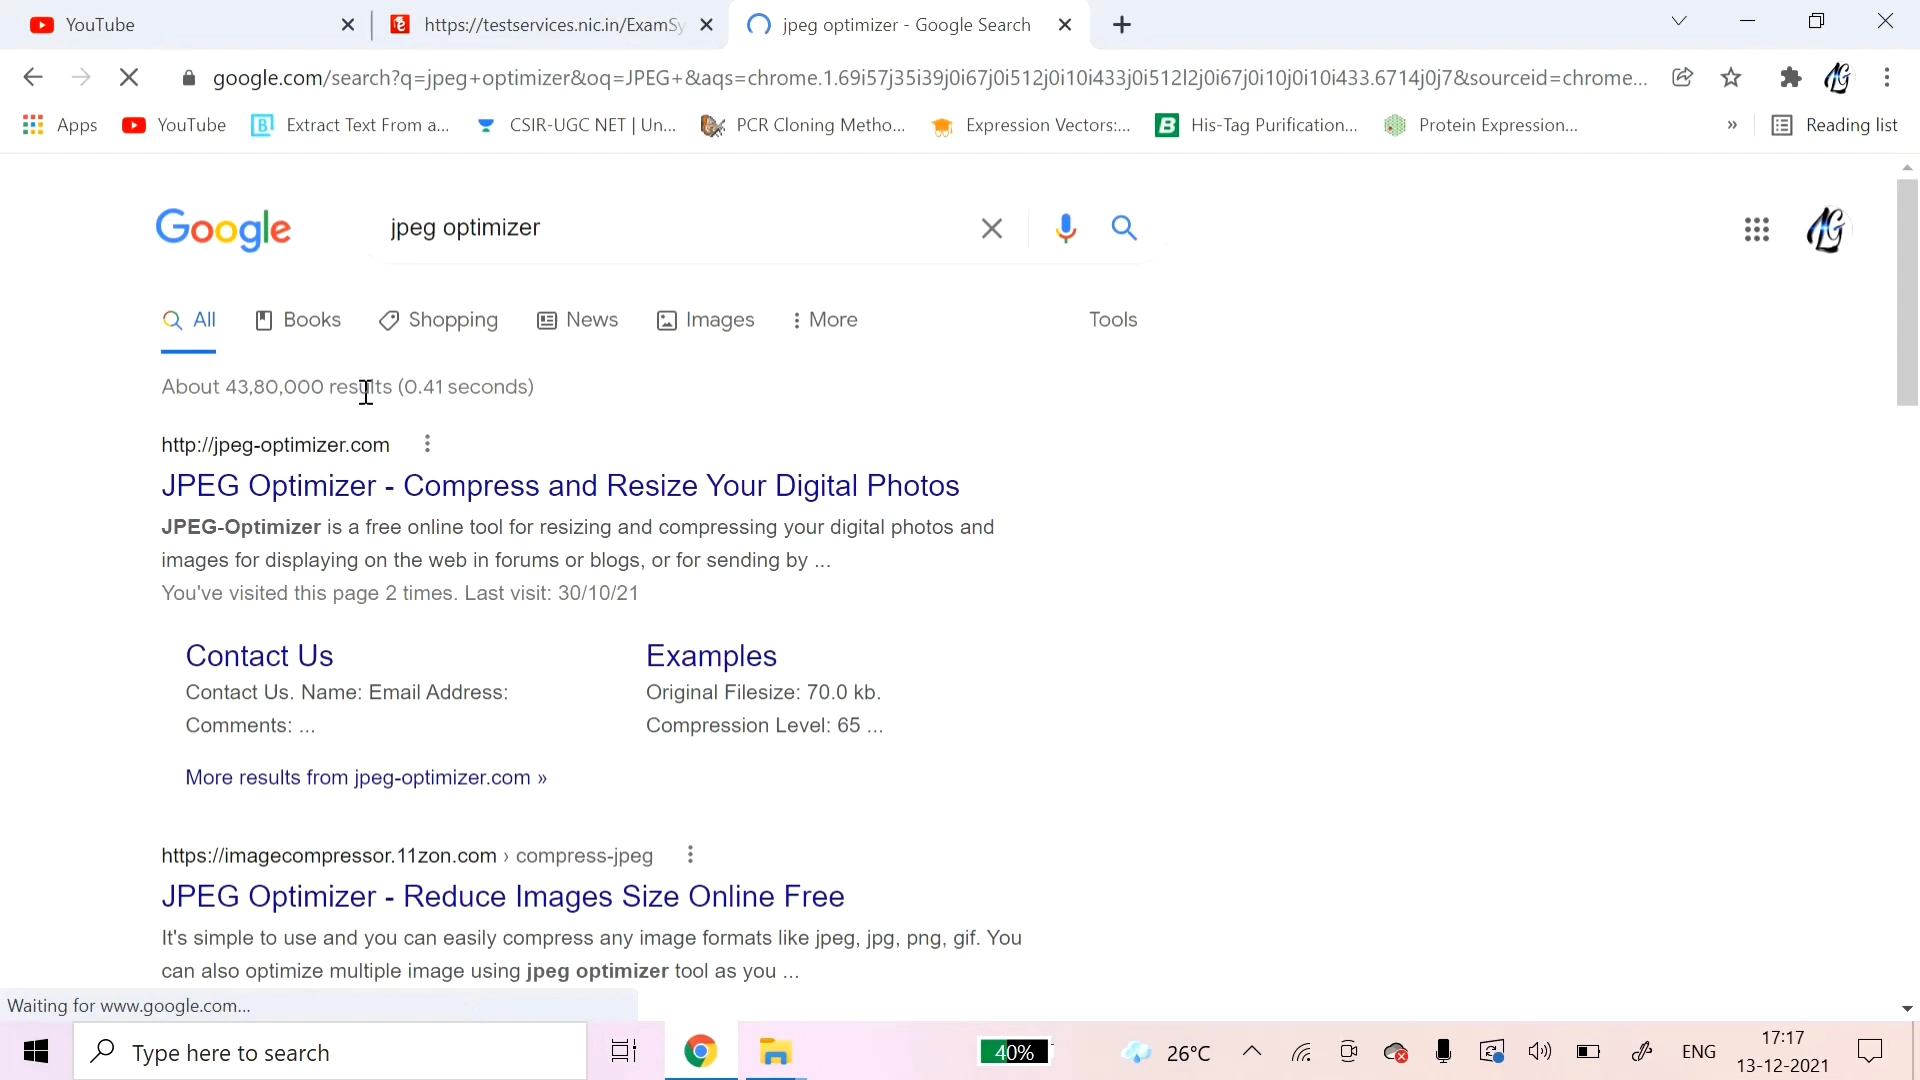 YouTube
https://testservices.nic.in/ExamSy
jpeg optimizer - Google Search
google.com/search?q=jpeg+optimizer&oq=JPEG+&aqs=chrome.1.69i57j35i39j0i67j0i512j0i10i433j0i512l2j0i67j0i10j0i10i433.6714j0j7&sourceid=chrome...
Apps
YouTube
Extract Text From a...
CSIR-UGC NET | Un...
PCR Cloning Metho...
Expression Vectors:...
His-Tag Purification...
Protein Expression...
»
Reading list
Google
jpeg optimizer
All
Books
Shopping
News
Images
More
Tools
About 43,80,000 results (0.41 seconds)
http://jpeg-optimizer.com
JPEG Optimizer - Compress and Resize Your Digital Photos
JPEG-Optimizer is a free online tool for resizing and compressing your digital photos and
images for displaying on the web in forums or blogs, or for sending by ...
You've visited this page 2 times. Last visit: 30/10/21
Contact Us
Contact Us. Name: Email Address:
Comments: ...
Examples
Original Filesize: 70.0 kb.
Compression Level: 65 ...
More results from jpeg-optimizer.com »
https://imagecompressor.11zon.com › compress-jpeg
JPEG Optimizer - Reduce Images Size Online Free
It's simple to use and you can easily compress any image formats like jpeg, jpg, png, gif. You
can also optimize multiple image using jpeg optimizer tool as you ...
Waiting for www.google.com...
Type here to search
40%
26°C
ENG
17:17
13-12-2021